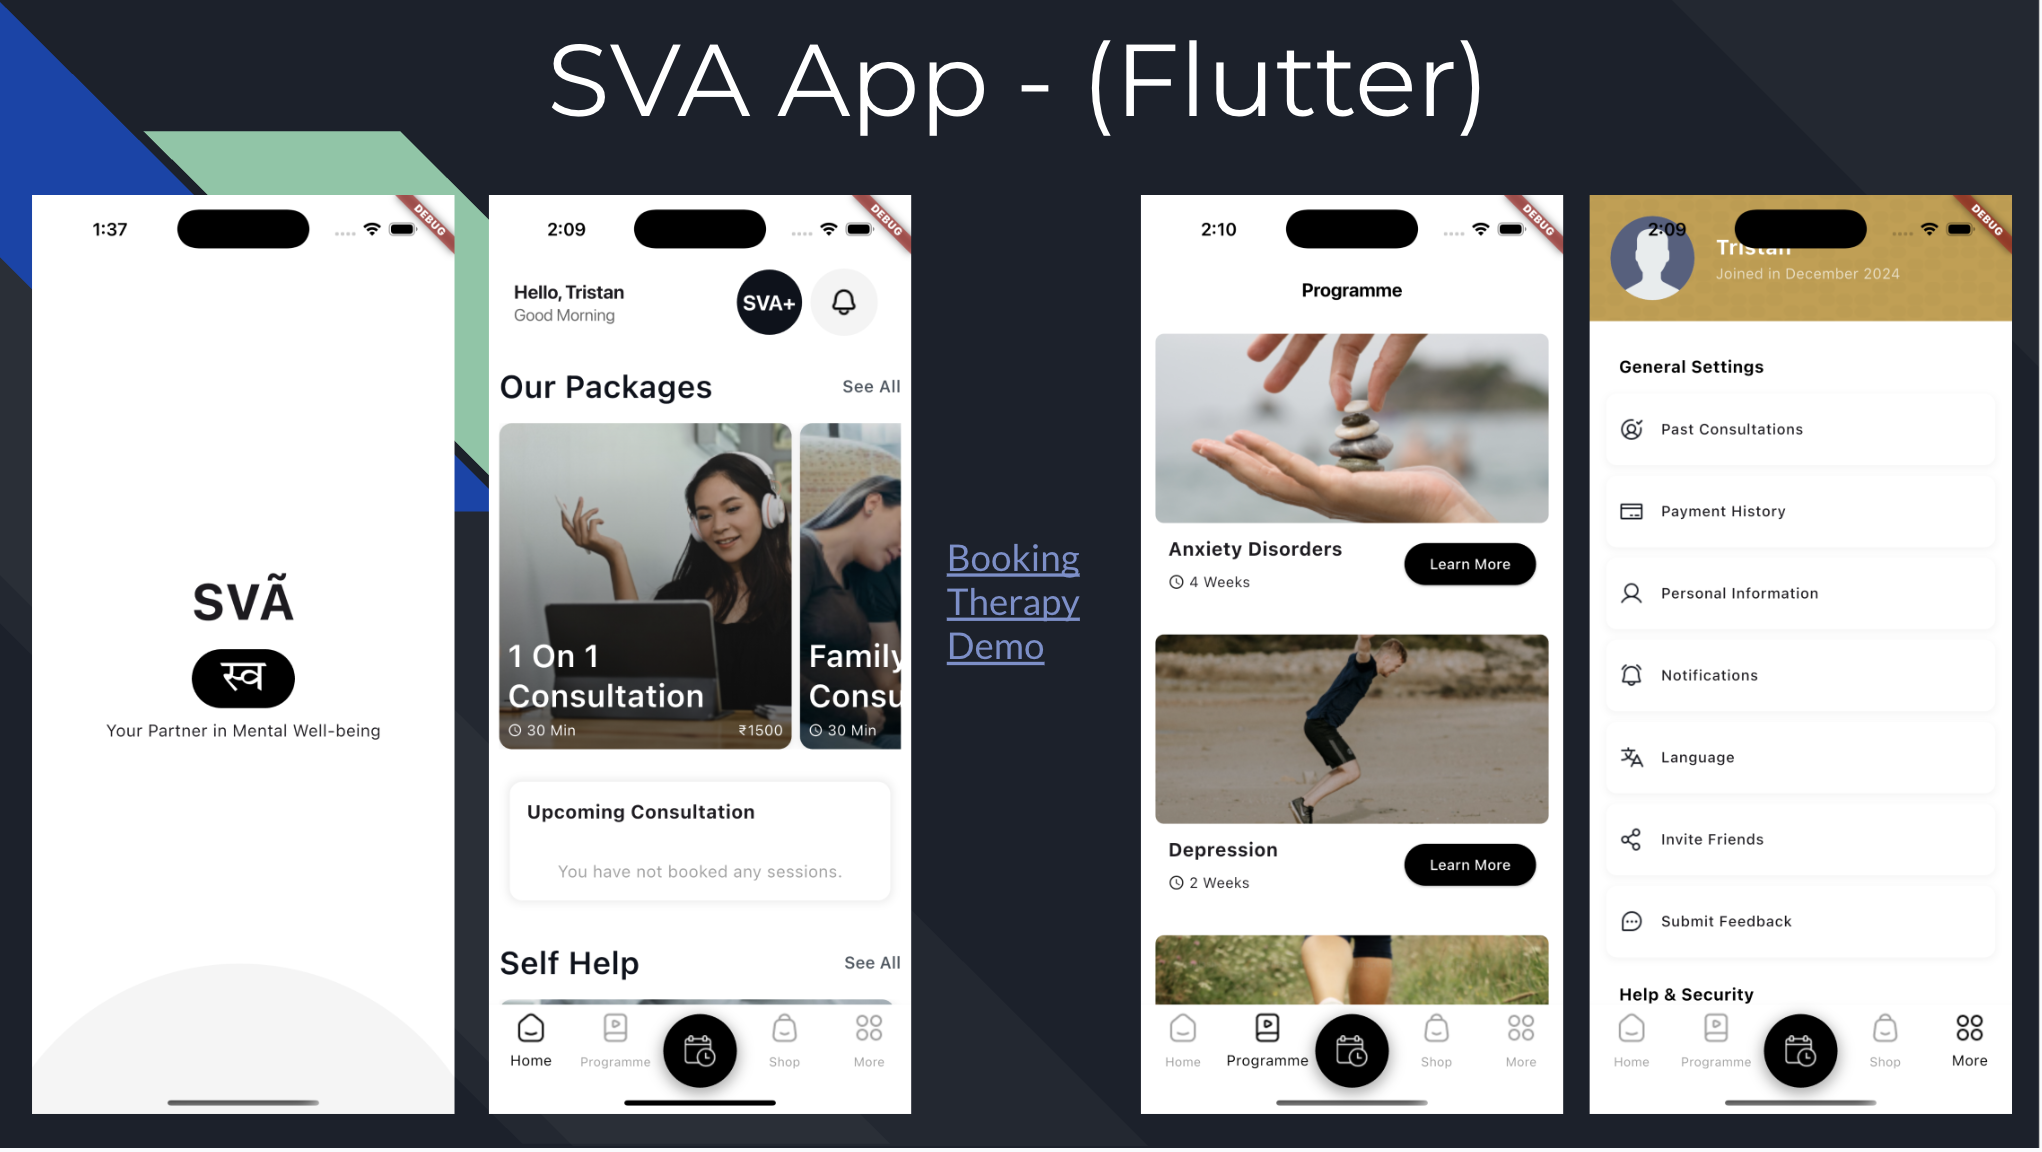 SVA App - (Flutter)
1:37
DEBUG
SVÃ
स्व
Your Partner in Mental Well-being
2:09
DEBUG
Hello, Tristan
Good Morning
SVA+
Our Packages
See All
1 On 1
Consultation
30 Min
₹1500
Family
Consu
30 Min
Upcoming Consultation
You have not booked any sessions.
Self Help
See All
Home
Programme
Shop
More
Booking
Therapy
Demo
2:10
DEBUG
Programme
Anxiety Disorders
4 Weeks
Learn More
Depression
2 Weeks
Learn More
Home
Programme
Shop
More
2:09
DEBUG
Tristan
Joined in December 2024
General Settings
Past Consultations
Payment History
Personal Information
Notifications
Language
Invite Friends
Submit Feedback
Help & Security
Home
Programme
Shop
More